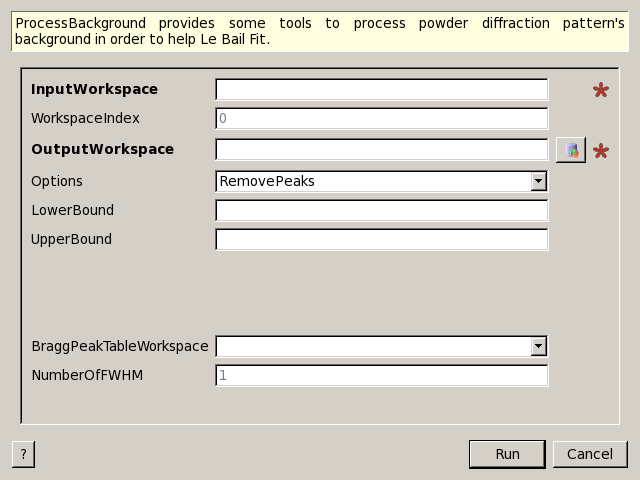 ProcessBackground provides some tools to process powder diffraction pattern's
background in order to help Le Bail Fit.
InputWorkspace
WorkspaceIndex 0
OutputWorkspace
Options RemovePeaks
LowerBound
UpperBound
BraggPeakTableWorkspace
NumberOfFWHM 1
? Run Cancel